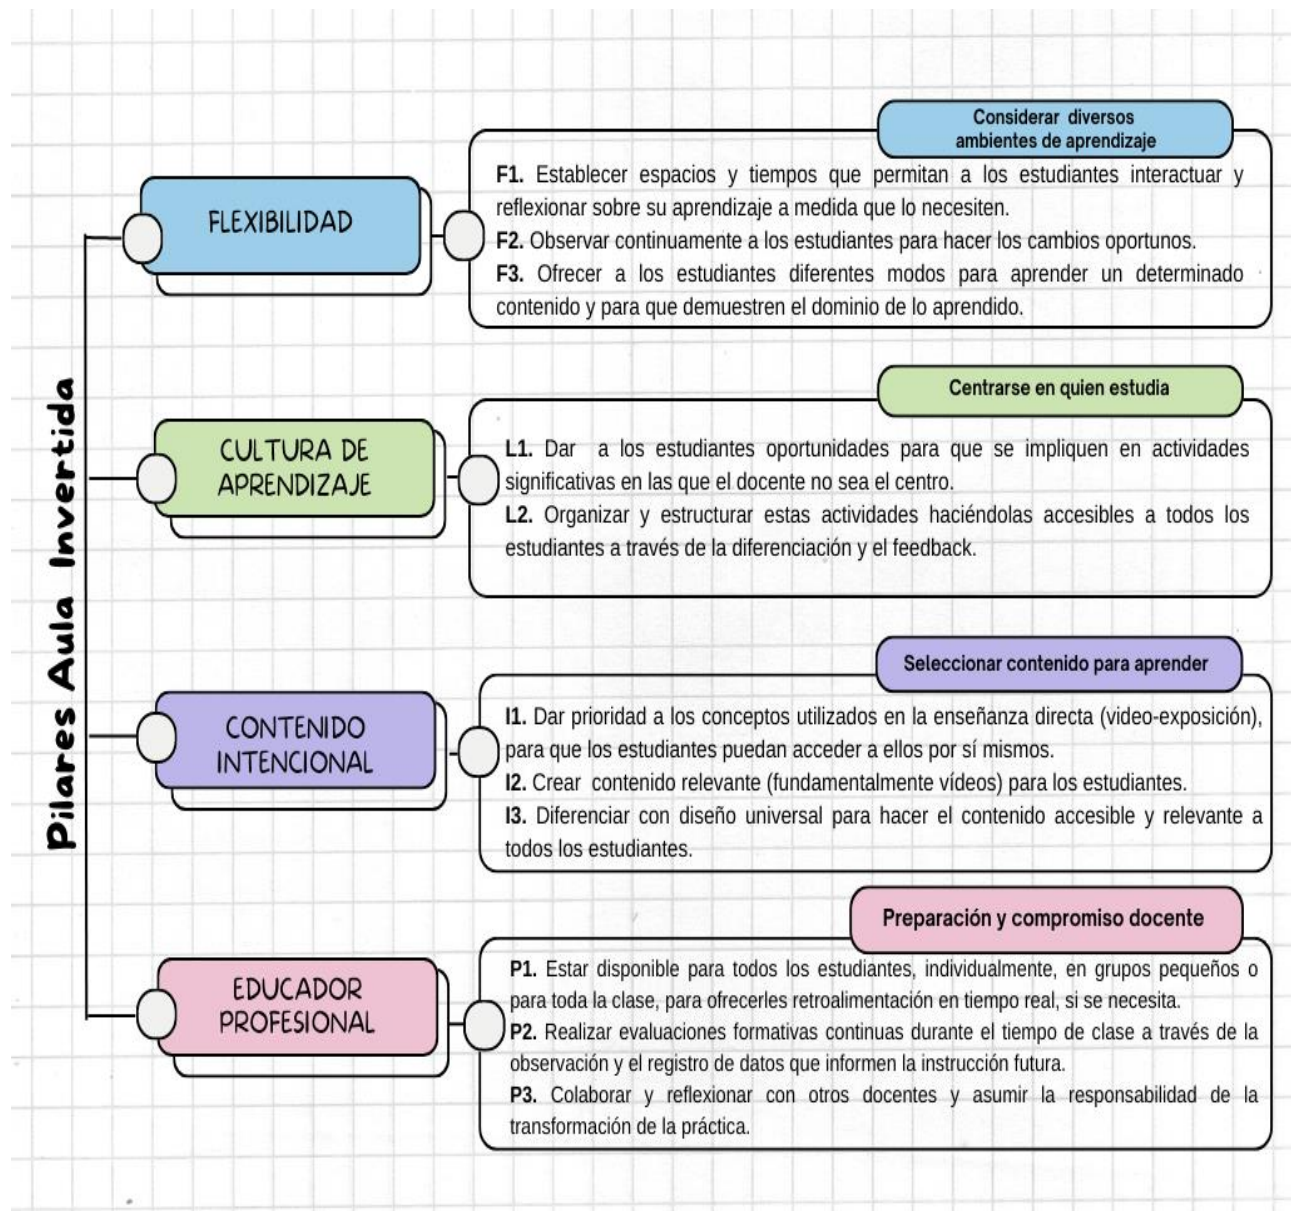 Pilares Aula Invertida
FLEXIBILIDAD
Considerar diversos
ambientes de aprendizaje
F1. Establecer espacios y tiempos que permitan a los estudiantes interactuar y
reflexionar sobre su aprendizaje a medida que lo necesiten.
F2. Observar continuamente a los estudiantes para hacer los cambios oportunos.
F3. Ofrecer a los estudiantes diferentes modos para aprender un determinado
contenido y para que demuestren el dominio de lo aprendido.
CULTURA DE
APRENDIZAJE
Centrarse en quien estudia
L1. Dar a los estudiantes oportunidades para que se impliquen en actividades
significativas en las que el docente no sea el centro.
L2. Organizar y estructurar estas actividades haciéndolas accesibles a todos los
estudiantes a través de la diferenciación y el feedback.
CONTENIDO
INTENCIONAL
Seleccionar contenido para aprender
I1. Dar prioridad a los conceptos utilizados en la enseñanza directa (video-exposición),
para que los estudiantes puedan acceder a ellos por sí mismos.
I2. Crear contenido relevante (fundamentalmente vídeos) para los estudiantes.
I3. Diferenciar con diseño universal para hacer el contenido accesible y relevante a
todos los estudiantes.
EDUCADOR
PROFESIONAL
Preparación y compromiso docente
P1. Estar disponible para todos los estudiantes, individualmente, en grupos pequeños o
para toda la clase, para ofrecerles retroalimentación en tiempo real, si se necesita.
P2. Realizar evaluaciones formativas continuas durante el tiempo de clase a través de la
observación y el registro de datos que informen la instrucción futura.
P3. Colaborar y reflexionar con otros docentes y asumir la responsabilidad de la
transformación de la práctica.